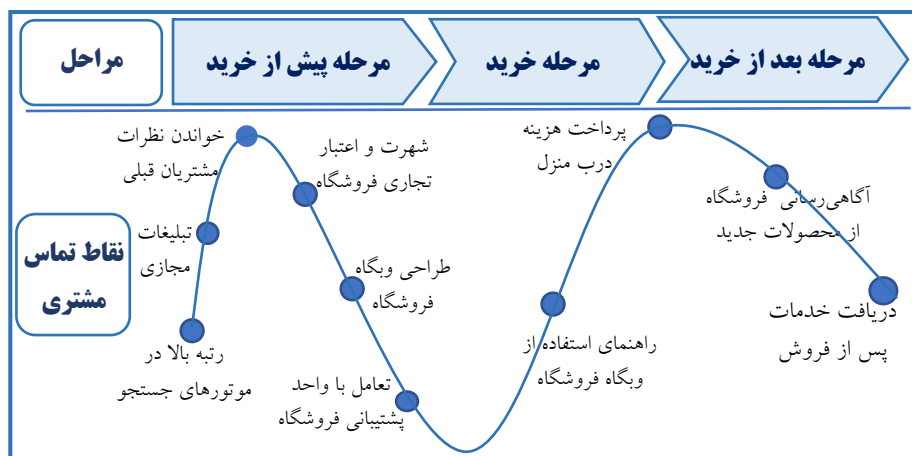 مراحل
مرحله پیش از خرید
مرحله خرید
مرحله بعد از خرید
نقاط تماس
مشتری
رتبه بالا در
موتورهای جستجو
تبلیغات
مجازی
خواندن نظرات
مشتریان قبلی
شهرت و اعتبار
تجاری فروشگاه
طراحی وبگاه
فروشگاه
تعامل با واحد
پشتیبانی فروشگاه
راهنمای استفاده از
وبگاه فروشگاه
پرداخت هزینه
درب منزل
آگاهی‌رسانی فروشگاه
از محصولات جدید
دریافت خدمات
پس از فروش